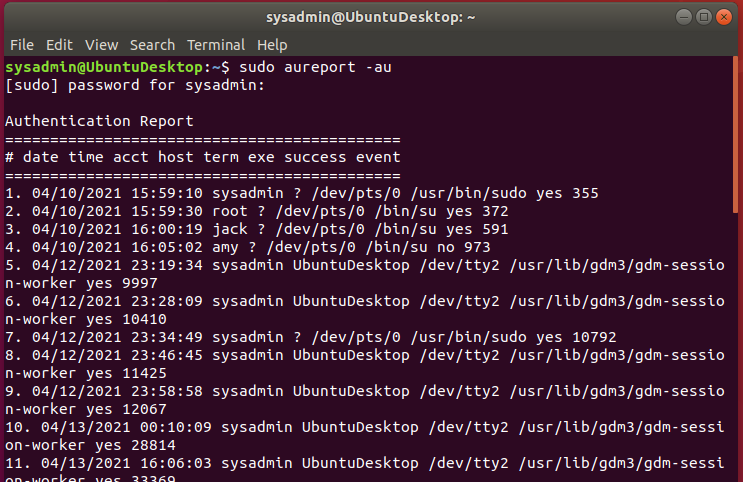 sysadmin@UbuntuDesktop: ~
File Edit View Search Terminal Help
sysadmin@UbuntuDesktop:~$ sudo aureport -au
[sudo] password for sysadmin:
Authentication Report
============================================
# date time acct host term exe success event
============================================
1. 04/10/2021 15:59:10 sysadmin ? /dev/pts/0 /usr/bin/sudo yes 355
2. 04/10/2021 15:59:30 root ? /dev/pts/0 /bin/su yes 372
3. 04/10/2021 16:00:19 jack ? /dev/pts/0 /bin/su yes 591
4. 04/10/2021 16:05:02 amy ? /dev/pts/0 /bin/su no 973
5. 04/12/2021 23:19:34 sysadmin UbuntuDesktop /dev/tty2 /usr/lib/gdm3/gdm-sessio
n-worker yes 9997
6. 04/12/2021 23:28:09 sysadmin UbuntuDesktop /dev/tty2 /usr/lib/gdm3/gdm-sessio
n-worker yes 10410
7. 04/12/2021 23:34:49 sysadmin ? /dev/pts/0 /usr/bin/sudo yes 10792
8. 04/12/2021 23:46:45 sysadmin UbuntuDesktop /dev/tty2 /usr/lib/gdm3/gdm-sessio
n-worker yes 11425
9. 04/12/2021 23:58:58 sysadmin UbuntuDesktop /dev/tty2 /usr/lib/gdm3/gdm-sessio
n-worker yes 12067
10. 04/13/2021 00:10:09 sysadmin UbuntuDesktop /dev/tty2 /usr/lib/gdm3/gdm-sessi
on-worker yes 28814
11. 04/13/2021 16:06:03 sysadmin UbuntuDesktop /dev/tty2 /usr/lib/gdm3/gdm-sessi
on-worker yes 33369